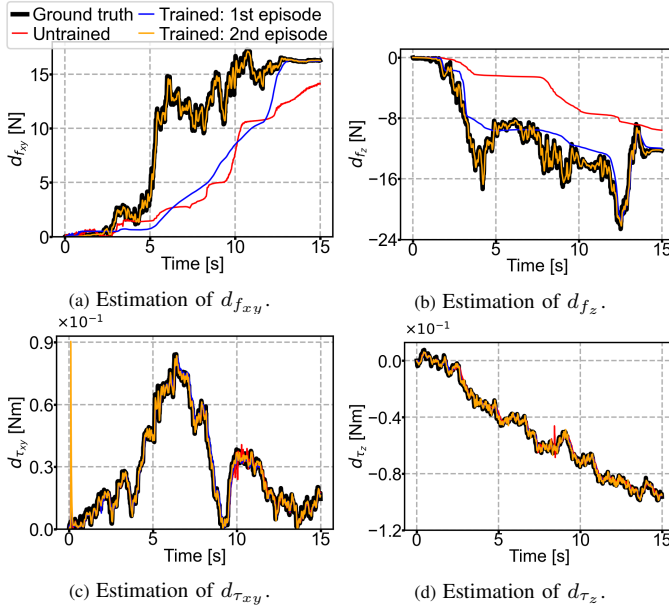 Ground truth Trained: 1st episode
Untrained Trained: 2nd episode
15
10
5
0
d_{f_{xy}} [N]
0 5 10 15
Time [s]
(a) Estimation of d_{f_{xy}}.
0
−8
−16
−24
d_{f_z} [N]
0 5 10 15
Time [s]
(b) Estimation of d_{f_z}.
×10⁻¹
0.9
0.6
0.3
0.0
d_{τ_{xy}} [Nm]
0 5 10 15
Time [s]
(c) Estimation of d_{τ_{xy}}.
×10⁻¹
0.0
−0.4
−0.8
−1.2
d_{τ_z} [Nm]
0 5 10 15
Time [s]
(d) Estimation of d_{τ_z}.